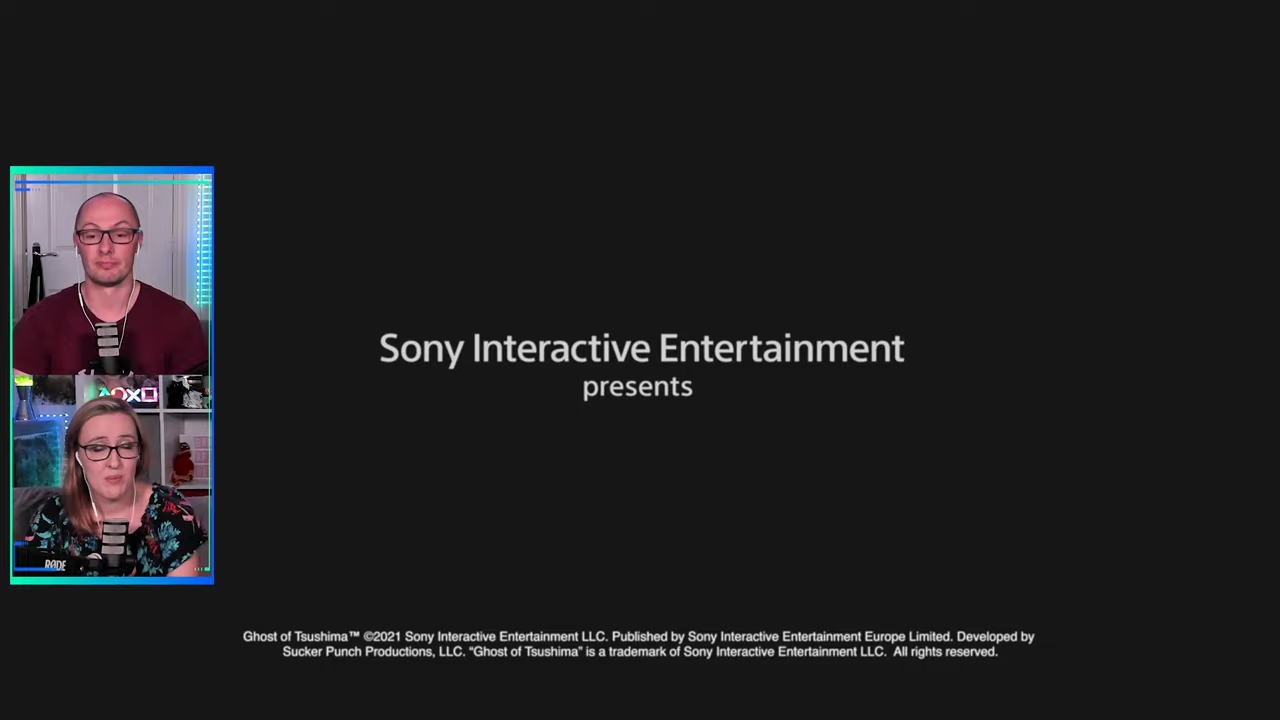 Sony Interactive Entertainment
presents
RØDE
Ghost of Tsushima™ ©2021 Sony Interactive Entertainment LLC. Published by Sony Interactive Entertainment Europe Limited. Developed by
Sucker Punch Productions, LLC. “Ghost of Tsushima” is a trademark of Sony Interactive Entertainment LLC.  All rights reserved.